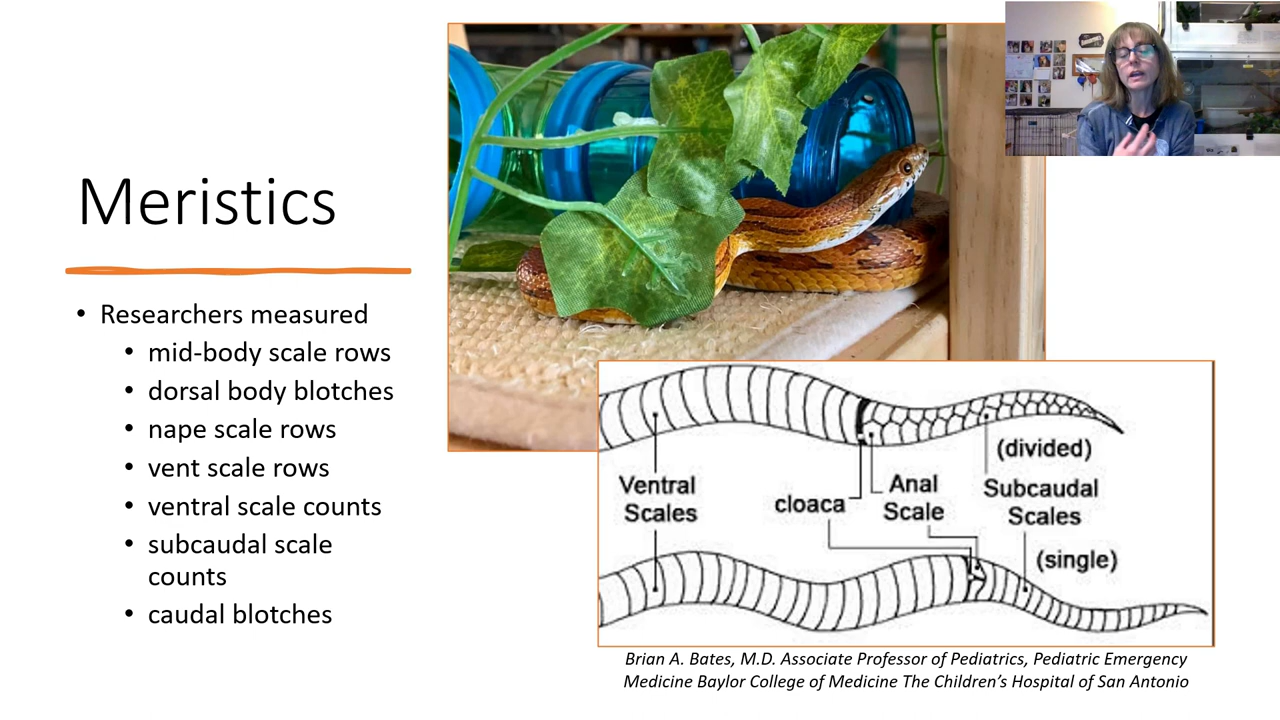 Meristics
• Researchers measured
• mid-body scale rows
• dorsal body blotches
• nape scale rows
• vent scale rows
• ventral scale counts
• subcaudal scale
counts
• caudal blotches
Ventral
Scales
cloaca
Anal
Scale
(divided)
Subcaudal
Scales
(single)
Brian A. Bates, M.D. Associate Professor of Pediatrics, Pediatric Emergency
Medicine Baylor College of Medicine The Children's Hospital of San Antonio